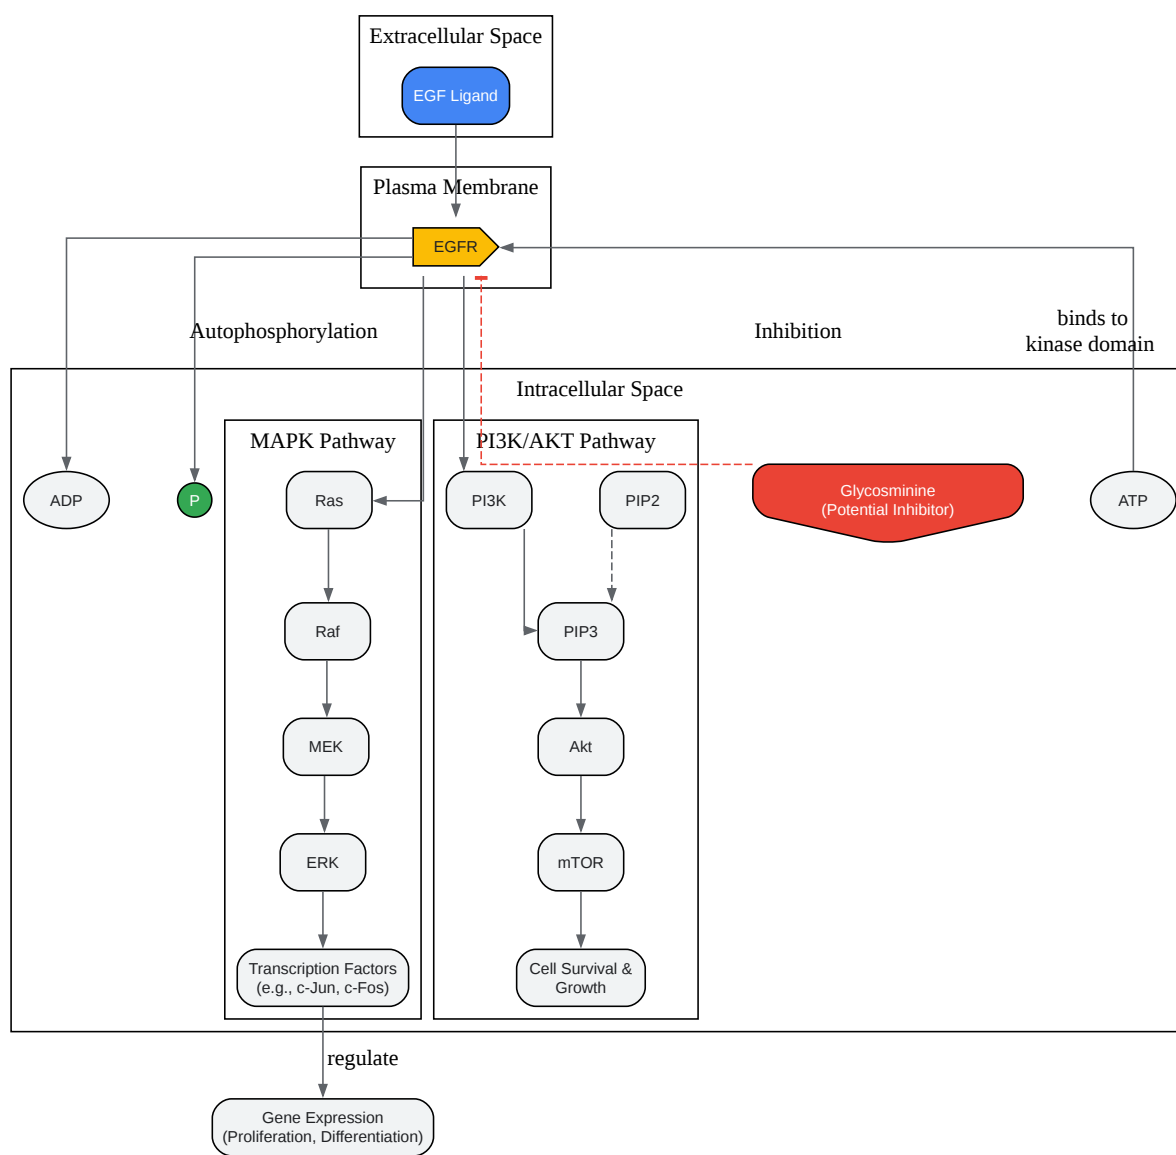 Extracellular Space
EGF Ligand
Plasma Membrane
EGFR
Autophosphorylation
Inhibition
binds to
kinase domain
Intracellular Space
MAPK Pathway
PI3K/AKT Pathway
ADP
P
Ras
PI3K
PIP2
Glycosminine
(Potential Inhibitor)
ATP
Raf
PIP3
MEK
Akt
ERK
mTOR
Transcription Factors
(e.g., c-Jun, c-Fos)
Cell Survival &
Growth
regulate
Gene Expression
(Proliferation, Differentiation)